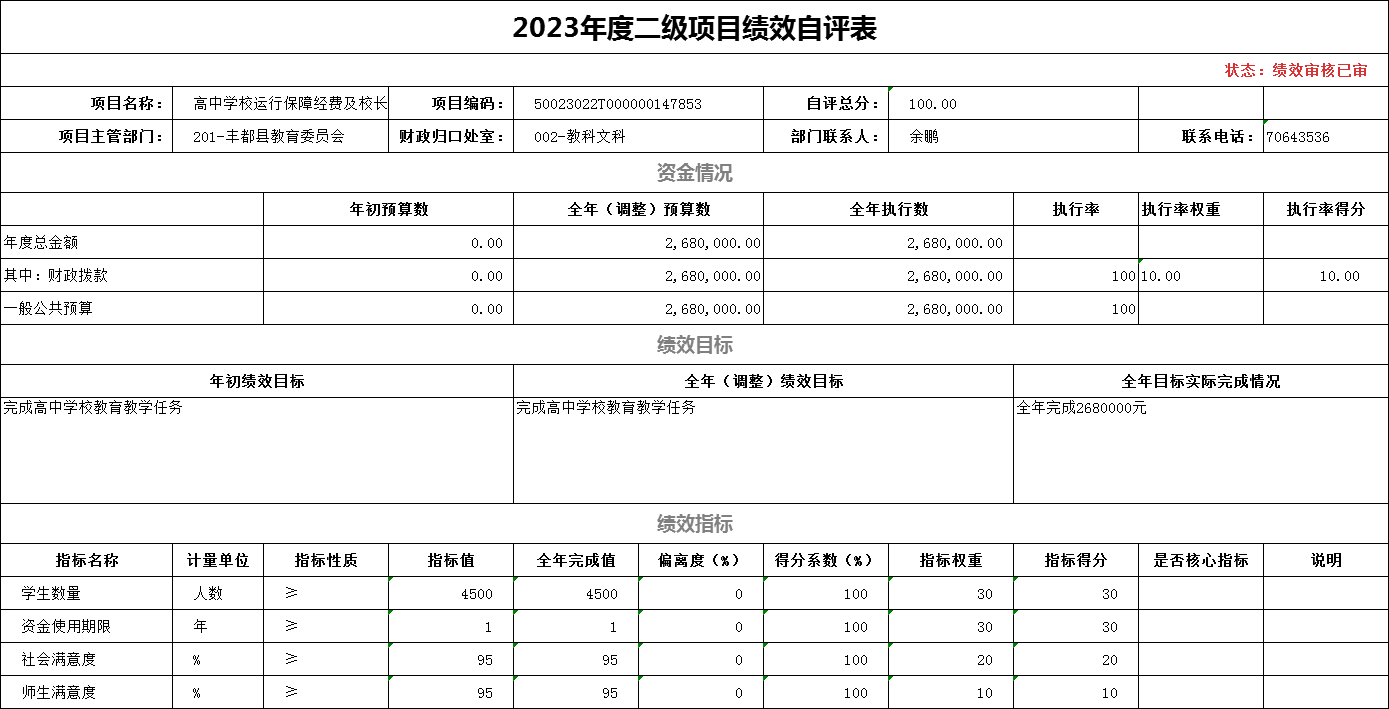 2023年度二级项目绩效自评表
状态：绩效审核已审
项目名称： 高中学校运行保障经费及校长 项目编码： 50023022T000000147853 自评总分： 100.00
项目主管部门： 201-丰都县教育委员会 财政归口处室： 002-教科文科 部门联系人： 余鹏 联系电话： 70643536
资金情况
年初预算数 全年（调整）预算数 全年执行数 执行率 执行率权重 执行率得分
年度总金额 0.00 2,680,000.00 2,680,000.00
其中：财政拨款 0.00 2,680,000.00 2,680,000.00 100 10.00 10.00
一般公共预算 0.00 2,680,000.00 2,680,000.00 100
绩效目标
年初绩效目标 全年（调整）绩效目标 全年目标实际完成情况
完成高中学校教育教学任务 完成高中学校教育教学任务 全年完成2680000元
绩效指标
指标名称 计量单位 指标性质 指标值 全年完成值 偏离度（%） 得分系数（%） 指标权重 指标得分 是否核心指标 说明
学生数量 人数 ≥ 4500 4500 0 100 30 30
资金使用期限 年 ≥ 1 1 0 100 30 30
社会满意度 % ≥ 95 95 0 100 20 20
师生满意度 % ≥ 95 95 0 100 10 10